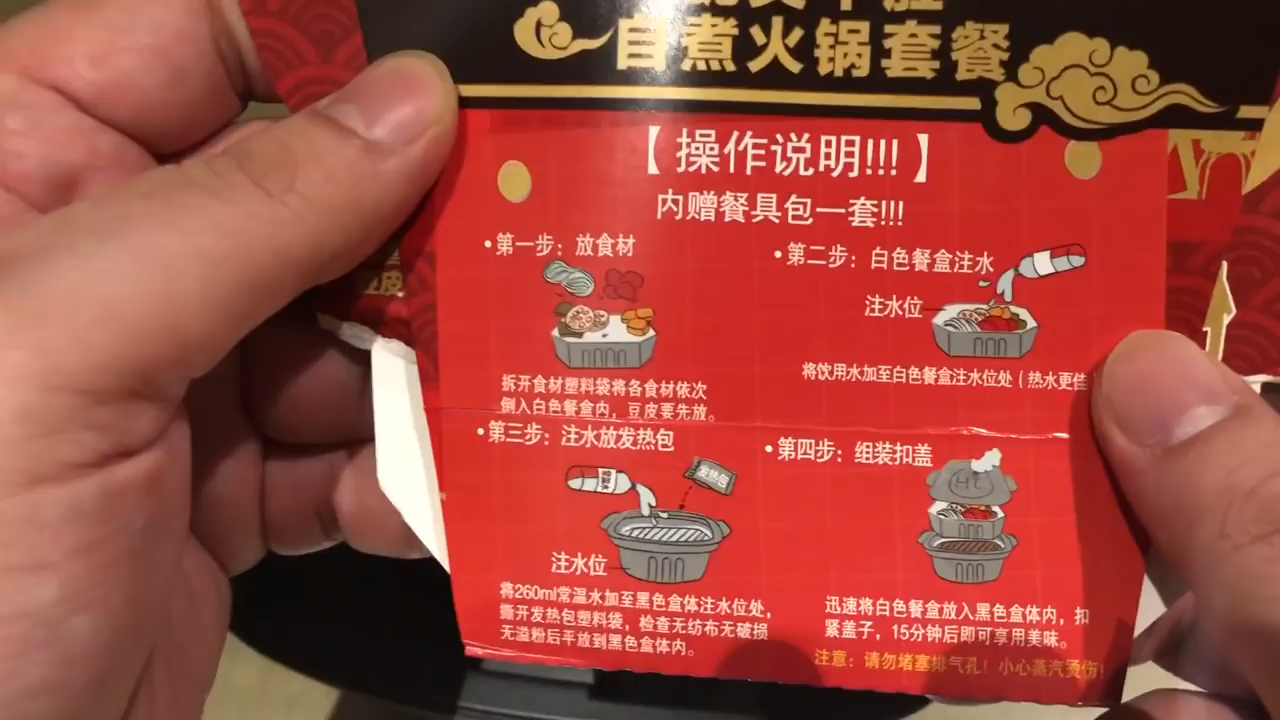 自煮火锅套餐
【操作说明!!!】
内赠餐具包一套!!!
•第一步：放食材
拆开食材塑料袋将各食材依次
倒入白色餐盒内，豆皮要先放。
•第二步：白色餐盒注水
注水位
将饮用水加至白色餐盒注水位处（热水更佳
•第三步：注水放发热包
常温水
发热包
注水位
将260ml常温水加至黑色盒体注水位处，
撕开发热包塑料袋，检查无纺布无破损
无溢粉后平放到黑色盒体内。
•第四步：组装扣盖
迅速将白色餐盒放入黑色盒体内，扣
紧盖子，15分钟后即可享用美味。
注意：请勿堵塞排气孔！小心蒸汽烫伤！